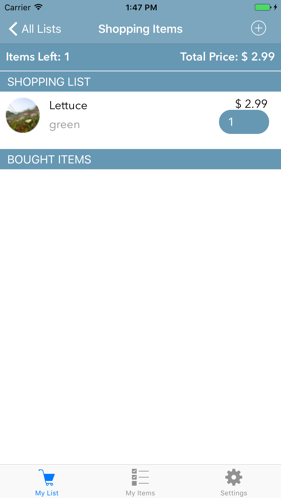 Carrier 1:47 PM
All Lists Shopping Items
Items Left: 1 Total Price: $ 2.99
SHOPPING LIST
Lettuce $ 2.99
green 1
BOUGHT ITEMS
My List My Items Settings